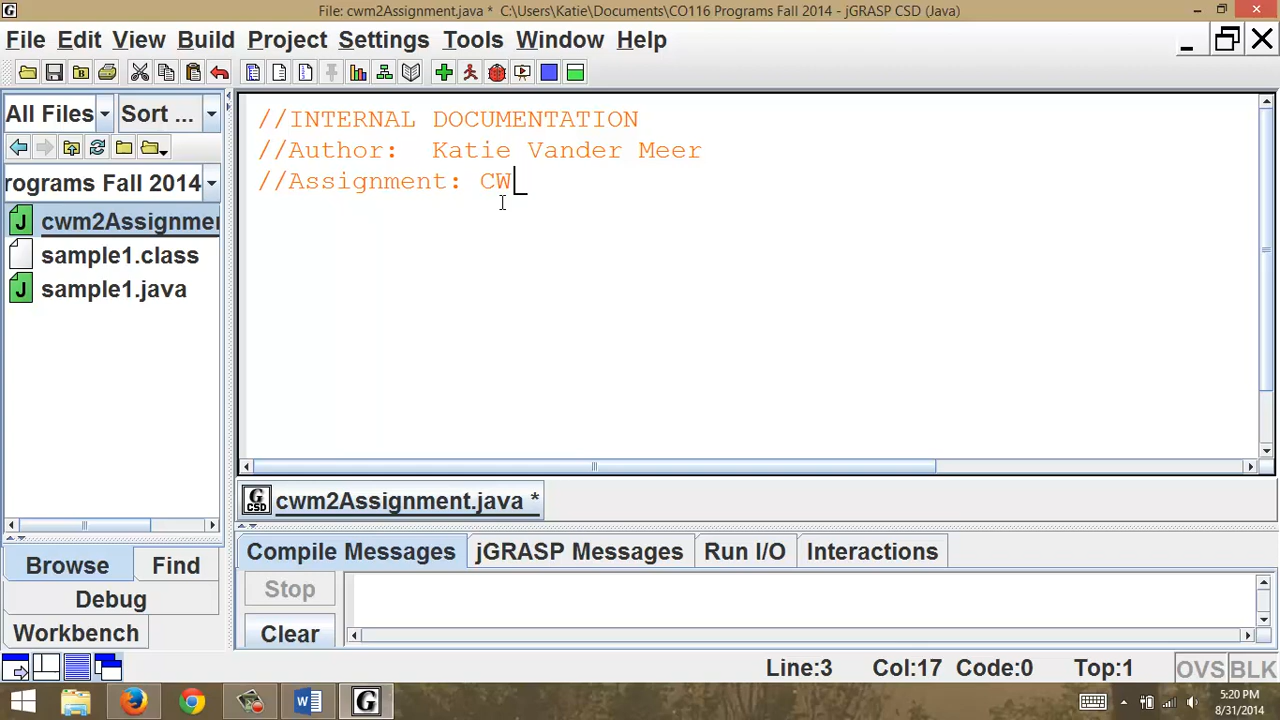 File: cwm2Assignment.java * C:\Users\Katie\Documents\CO116 Programs Fall 2014 - jGRASP CSD (Java)
File Edit View Build Project Settings Tools Window Help
All Files Sort ...
rograms Fall 2014
cwm2Assignme
sample1.class
sample1.java
//INTERNAL DOCUMENTATION
//Author:  Katie Vander Meer
//Assignment: CW
G CSD cwm2Assignment.java *
Browse Find
Debug
Workbench
Compile Messages jGRASP Messages Run I/O Interactions
Stop
Clear
Line:3 Col:17 Code:0 Top:1 OVS BLK
5:20 PM
8/31/2014